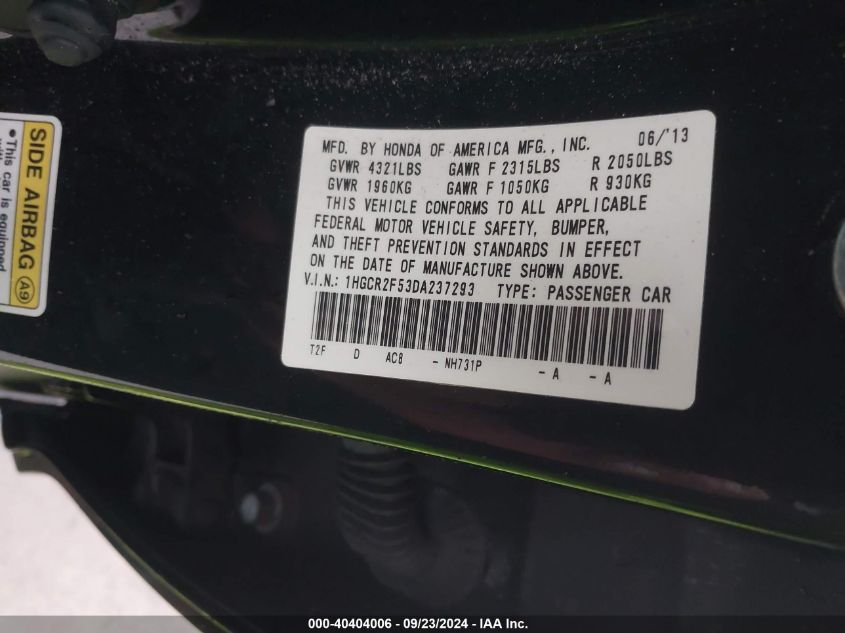 SIDE AIRBAG A9
• This car is equipped
MFD. BY HONDA OF AMERICA MFG., INC. 06/'13
GVWR 4321LBS GAWR F 2315LBS R 2050LBS
GVWR 1960KG GAWR F 1050KG R 930KG
THIS VEHICLE CONFORMS TO ALL APPLICABLE
FEDERAL MOTOR VEHICLE SAFETY, BUMPER,
AND THEFT PREVENTION STANDARDS IN EFFECT
ON THE DATE OF MANUFACTURE SHOWN ABOVE.
V.I.N.: 1HGCR2F53DA237293 TYPE: PASSENGER CAR
T2F D AC8 - NH731P - A - A
000-40404006 / 09/23/2024 - IAA Inc.